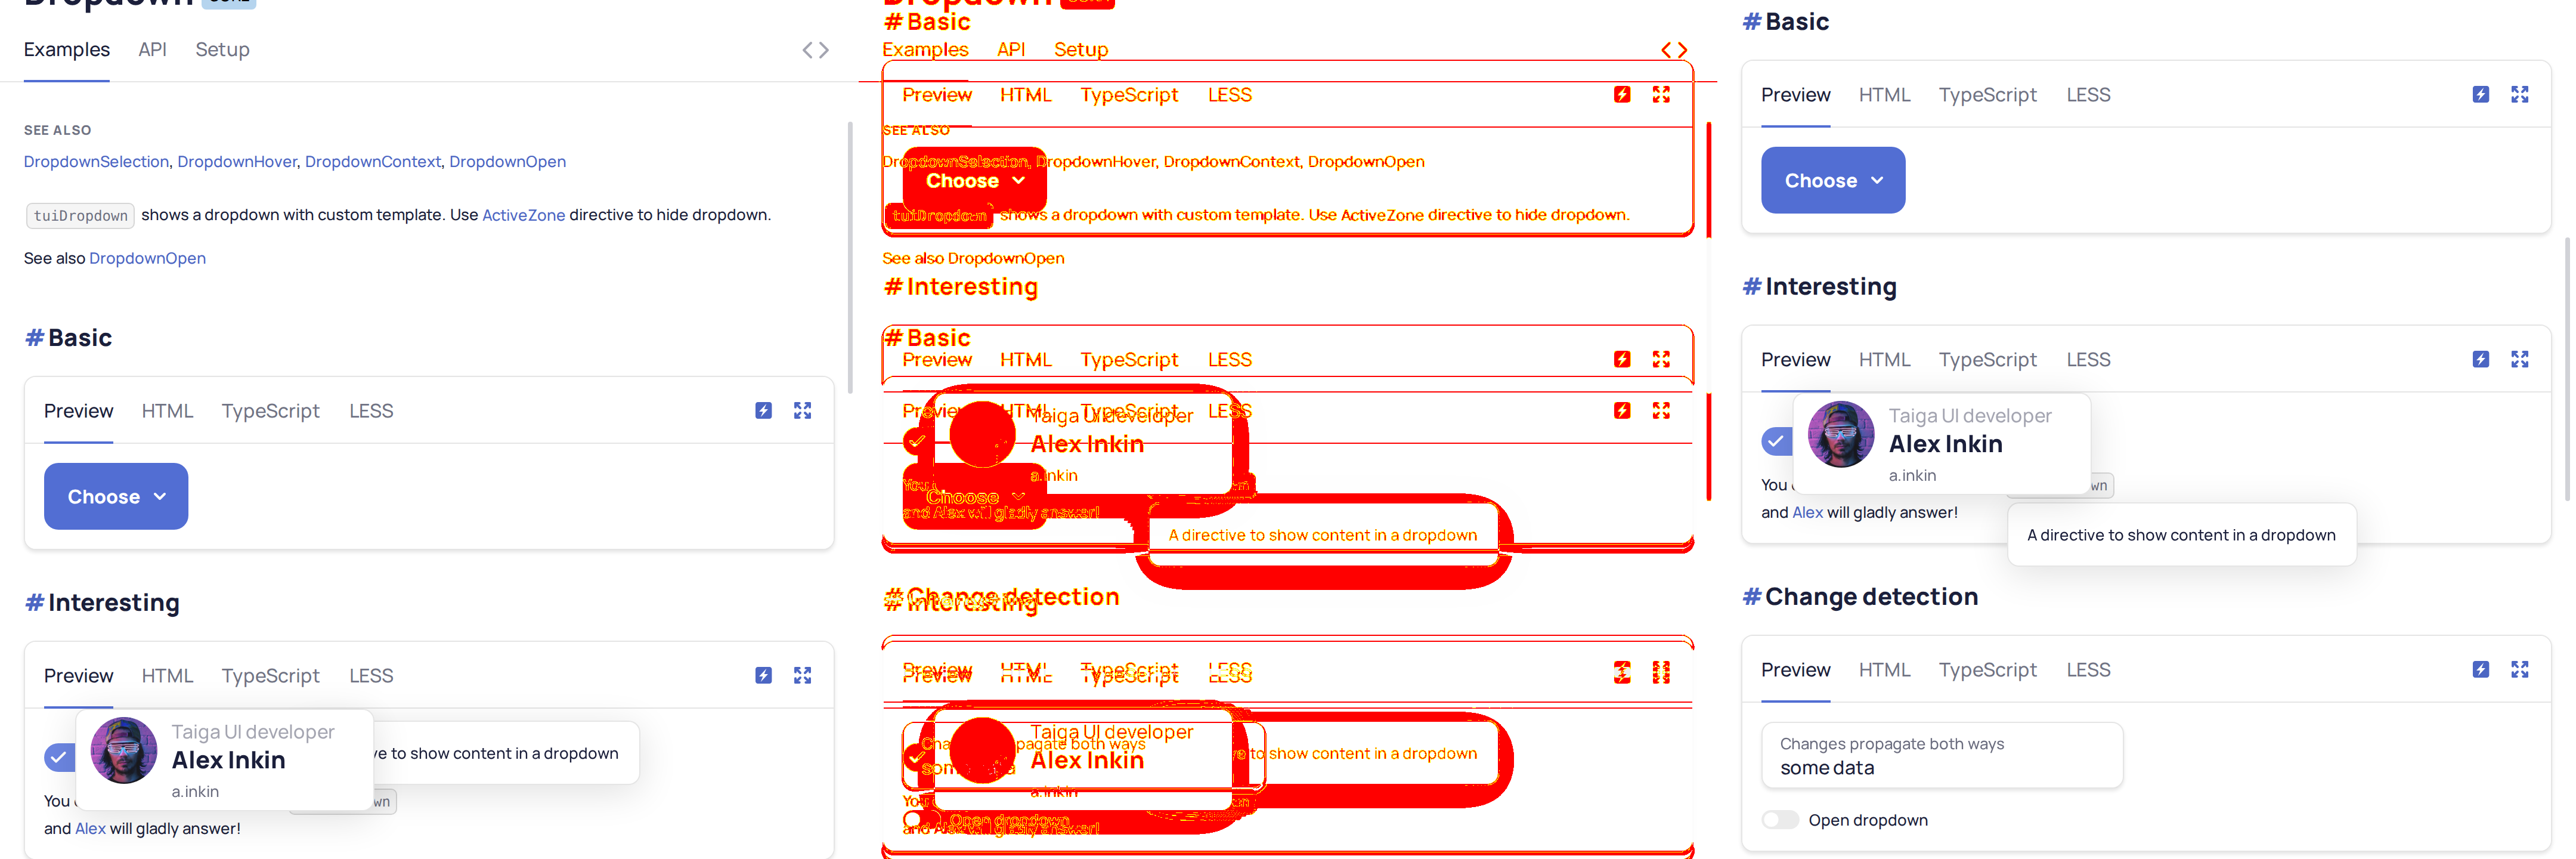 Dropdown
Examples API Setup
SEE ALSO
DropdownSelection, DropdownHover, DropdownContext, DropdownOpen
tuiDropdown shows a dropdown with custom template. Use ActiveZone directive to hide dropdown.
See also DropdownOpen
# Basic
Preview HTML TypeScript LESS
Choose
# Interesting
Preview HTML TypeScript LESS
Taiga UI developer
Alex Inkin
a.inkin
ve to show content in a dropdown
You wn
and Alex will gladly answer!
Dropdown
# Basic
Examples API Setup
Preview HTML TypeScript LESS
SEE ALSO
DropdownSelection, DropdownHover, DropdownContext, DropdownOpen
Choose
tuiDropdown shows a dropdown with custom template. Use ActiveZone directive to hide dropdown.
See also DropdownOpen
# Interesting
# Basic
Preview HTML TypeScript LESS
Preview HTML TypeScript LESS
Taiga UI developer
Alex Inkin
a.inkin
You
Choose
and Alex will gladly answer!
A directive to show content in a dropdown
# Change detection
# Interesting
Preview HTML TypeScript LESS
Taiga UI developer
Changes propagate both ways
Alex Inkin
some data
to show content in a dropdown
a.inkin
You
Open dropdown
and Alex will gladly answer!
# Basic
Preview HTML TypeScript LESS
Choose
# Interesting
Preview HTML TypeScript LESS
Taiga UI developer
Alex Inkin
a.inkin
You wn
and Alex will gladly answer!
A directive to show content in a dropdown
# Change detection
Preview HTML TypeScript LESS
Changes propagate both ways
some data
Open dropdown